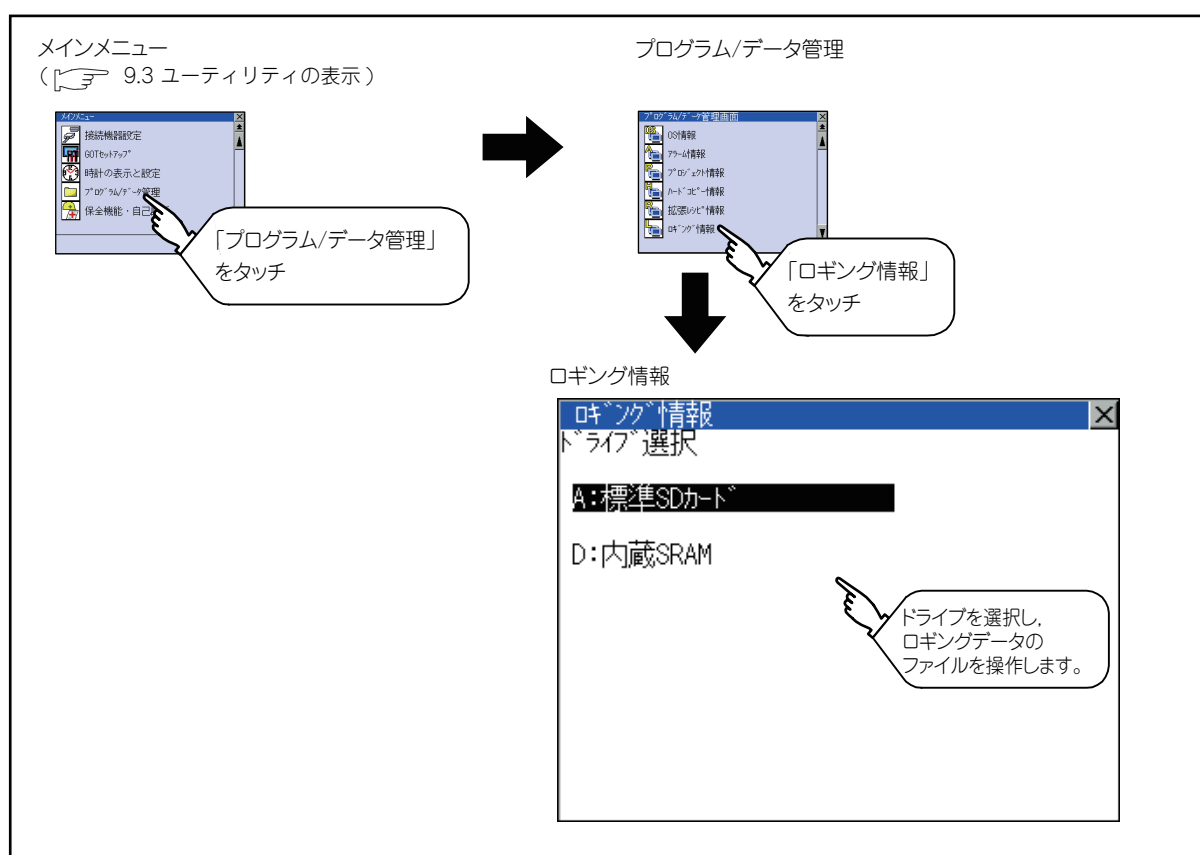 メインメニュー
( 9.3 ユーティリティの表示 )
メインメニュー
接続機器設定
GOTセットアップ
時計の表示と設定
プログラム/データ管理
保全機能・自己
「プログラム/データ管理」
をタッチ
プログラム/データ管理
プログラム/データ管理画面
OS情報
アラーム情報
プロジェクト情報
ハードコピー情報
拡張レシピ情報
ロギング情報
「ロギング情報」
をタッチ
ロギング情報
ロギング情報
ドライブ選択
A:標準SDカード
D:内蔵SRAM
ドライブを選択し,
ロギングデータの
ファイルを操作します。